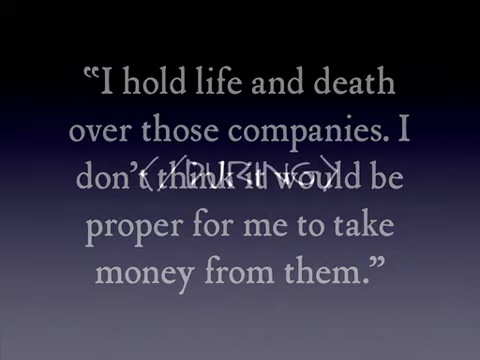 “I hold life and death
over those companies. I
don’t think it would be
proper for me to take
money from them.”